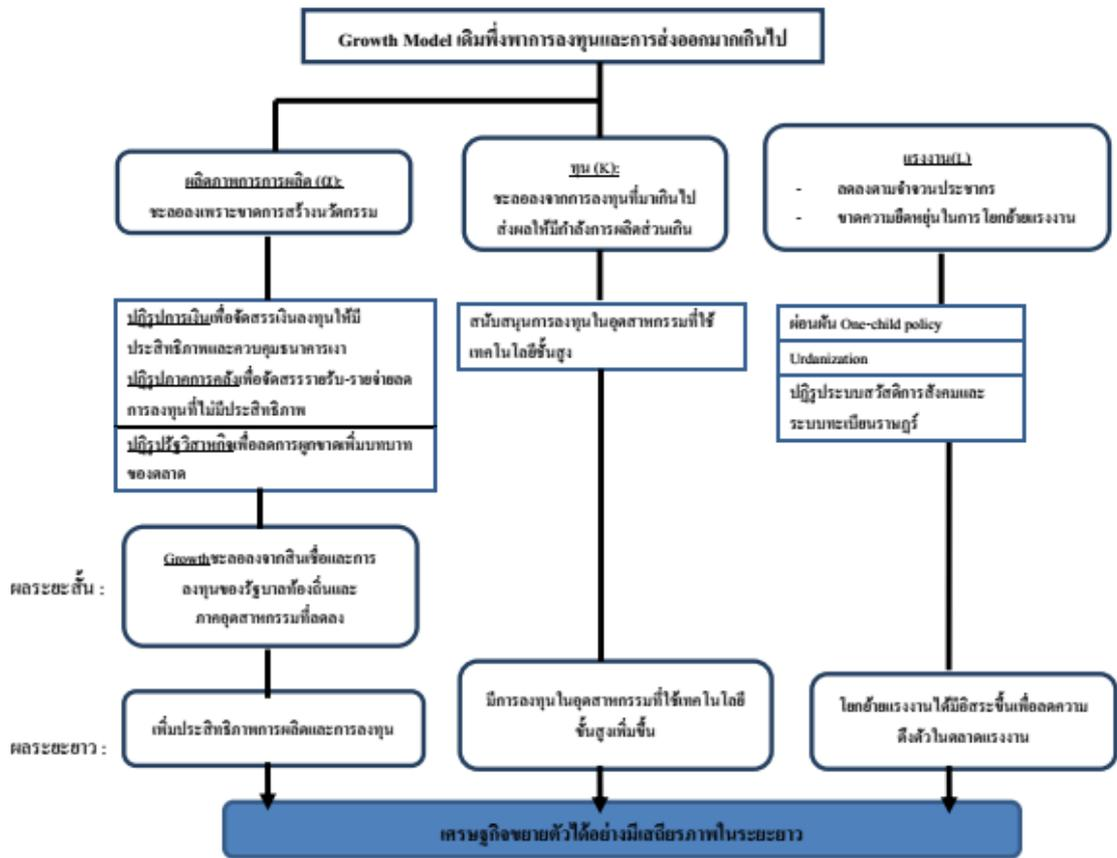 Growth Model เดิมพึ่งพาการลงทุนและการส่งออกมากเกินไป
ผลิตภาพการการผลิต (α):
ชะลอลงเพราะขาดการสร้างนวัตกรรม
ทุน (K):
ชะลอลงจากการลงทุนที่มาเกินไป
ส่งผลให้มีกำลังการผลิตส่วนเกิน
แรงงาน(L)
- ลดลงตามจำนวนประชากร
- ขาดความยืดหยุ่นในการโยกย้ายแรงงาน
ปฏิรูปการเงินเพื่อจัดสรรเงินลงทุนให้มี
ประสิทธิภาพและควบคุมธนาคารเงา
ปฏิรูปภาคการคลังเพื่อจัดสรรรายรับ-รายจ่ายลด
การลงทุนที่ไม่มีประสิทธิภาพ
ปฏิรูปรัฐวิสาหกิจเพื่อลดการผูกขาดเพิ่มบทบาท
ของตลาด
สนับสนุนการลงทุนในอุตสาหกรรมที่ใช้
เทคโนโลยีชั้นสูง
ผ่อนผัน One-child policy
Urdanization
ปฏิรูประบบสวัสดิการสังคมและ
ระบบทะเบียนราษฎร์
ผลระยะสั้น :
Growthชะลอลงจากสินเชื่อและการ
ลงทุนของรัฐบาลท้องถิ่นและ
ภาคอุตสาหกรรมที่ลดลง
ผลระยะยาว :
เพิ่มประสิทธิภาพการผลิตและการลงทุน
มีการลงทุนในอุตสาหกรรมที่ใช้เทคโนโลยี
ชั้นสูงเพิ่มขึ้น
โยกย้ายแรงงานได้มีอิสระขึ้นเพื่อลดความ
ตึงตัวในตลาดแรงงาน
เศรษฐกิจขยายตัวได้อย่างมีเสถียรภาพในระยะยาว